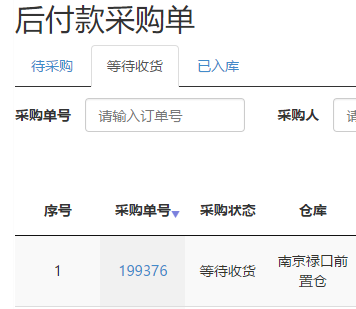 后付款采购单
待采购 等待收货 已入库
采购单号 请输入订单号 采购人
序号 采购单号 采购状态 仓库
1 199376 等待收货 南京禄口前
置仓